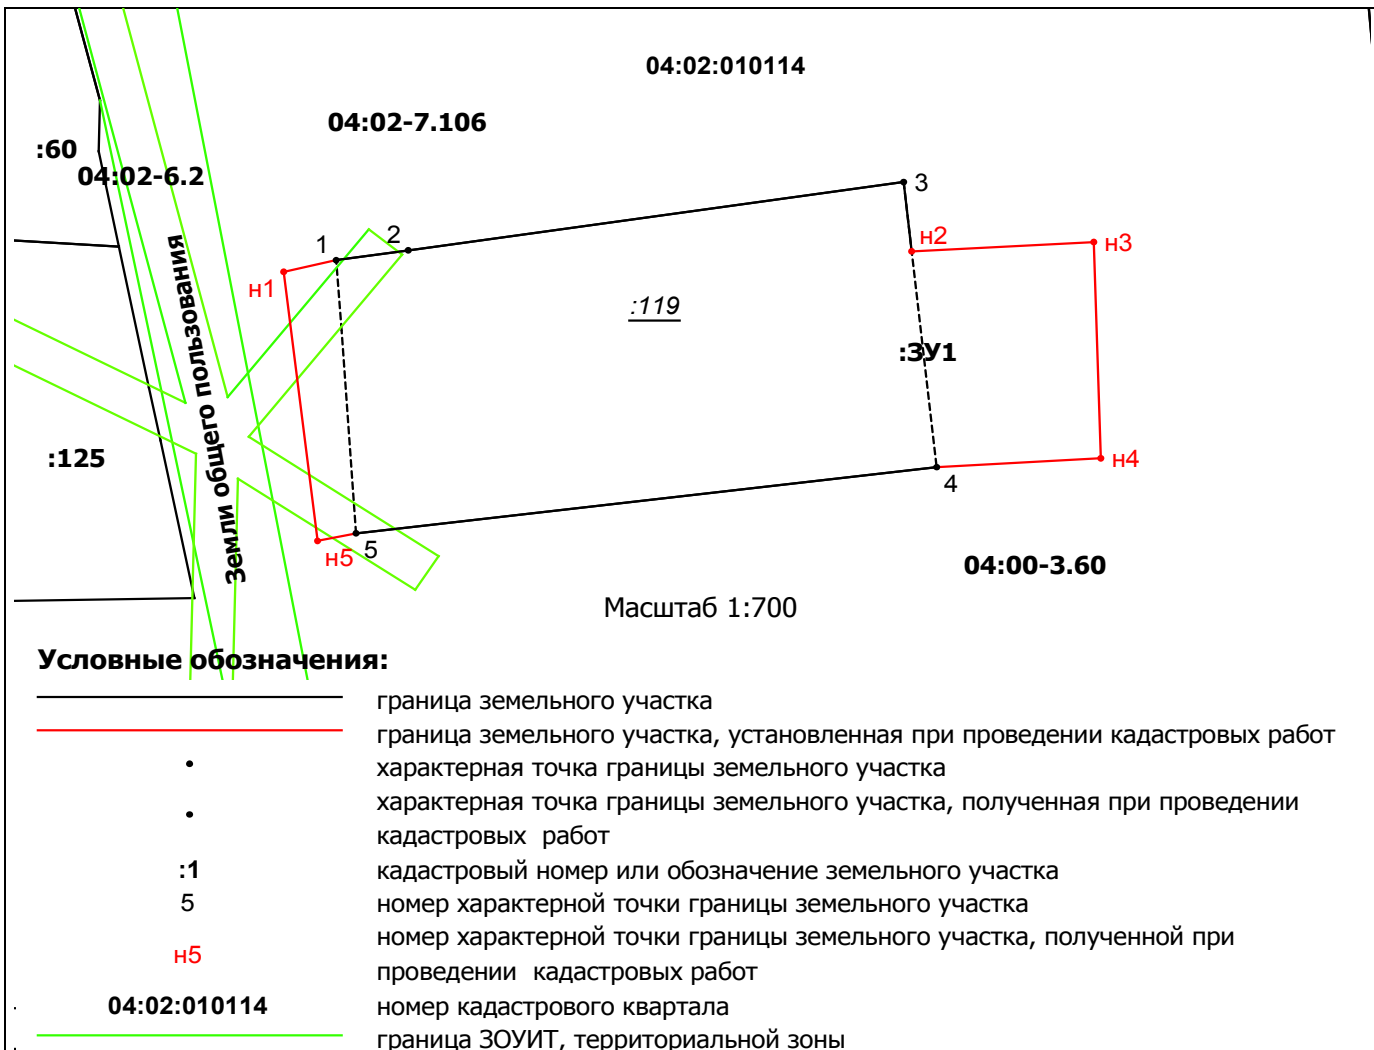 04:02:010114
04:02-7.106
:60
04:02-6.2
3
2
1
н2
н3
н1
Земли общего пользования
:119
:ЗУ1
:125
н4
4
5
н5
04:00-3.60
Масштаб 1:700
Условные обозначения:
граница земельного участка
граница земельного участка, установленная при проведении кадастровых работ
характерная точка границы земельного участка
характерная точка границы земельного участка, полученная при проведении
кадастровых работ
:1 кадастровый номер или обозначение земельного участка
5 номер характерной точки границы земельного участка
н5 номер характерной точки границы земельного участка, полученной при
проведении кадастровых работ
04:02:010114 номер кадастрового квартала
граница ЗОУИТ, территориальной зоны